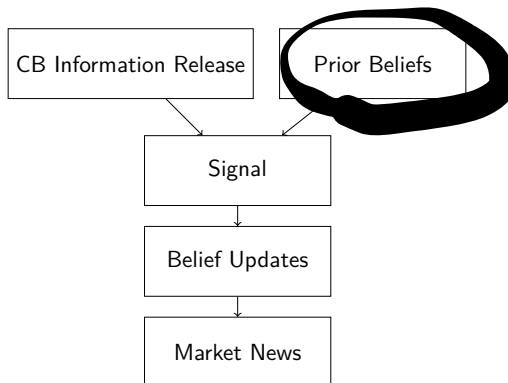 CB Information Release
Prior Beliefs
Signal
Belief Updates
Market News